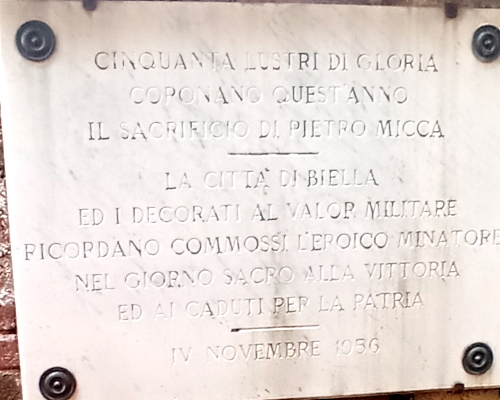 CINQUANTA LUSTRI DI GLORIA
COPONANO QUEST'ANNO
IL SACRIFICIO DI PIETRO MICCA
LA CITTÀ DI BIELLA
ED I DECORATI AL VALOR MILITARE
RICORDANO COMMOSSI L'EROICO MINATORE
NEL GIORNO SACRO ALLA VITTORIA
ED AI CADUTI PER LA PATRIA
IV NOVEMBRE 1956